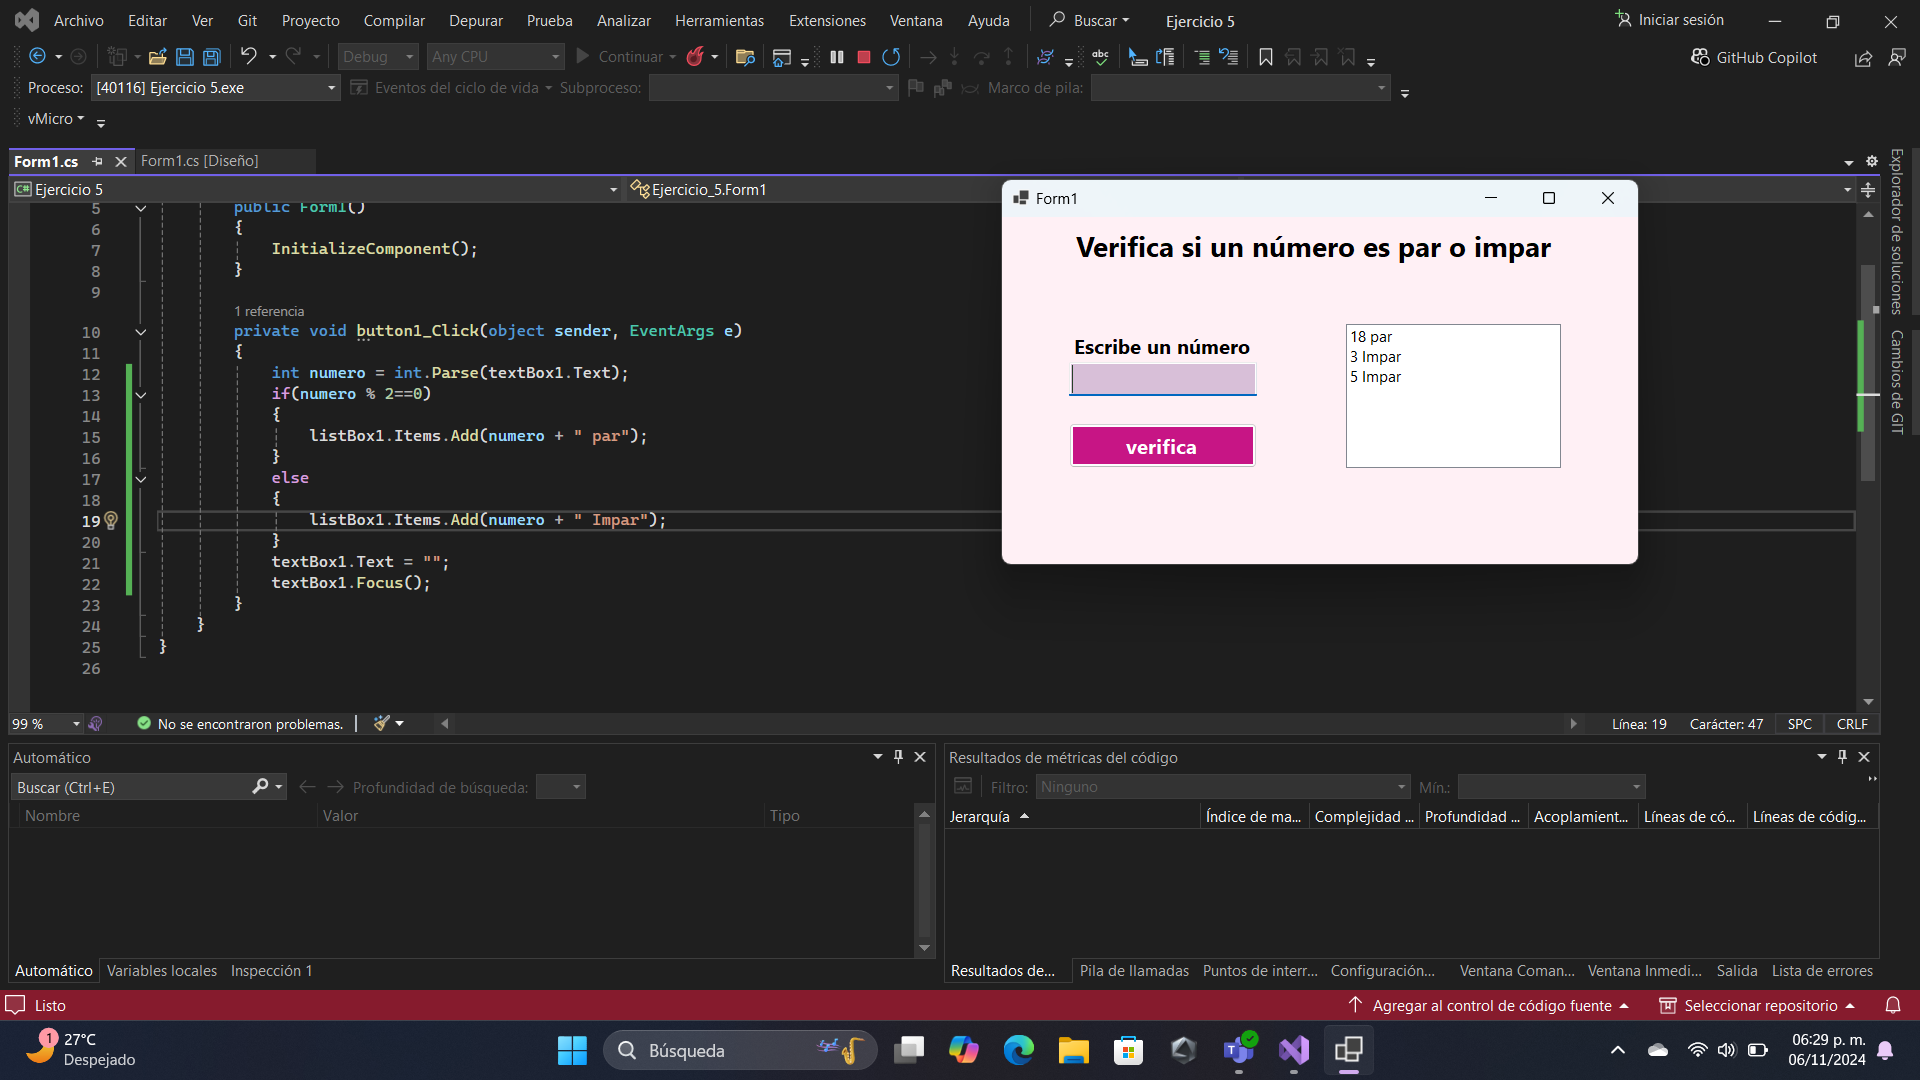 Archivo Editar Ver Git Proyecto Compilar Depurar Prueba Analizar Herramientas Extensiones Ventana Ayuda Buscar Ejercicio 5 Iniciar sesión
Debug Any CPU Continuar GitHub Copilot
Proceso: [40116] Ejercicio 5.exe Eventos del ciclo de vida Subproceso: Marco de pila:
vMicro
Form1.cs Form1.cs [Diseño]
C# Ejercicio 5 Ejercicio_5.Form1
5 public Form1()
6 {
7 InitializeComponent();
8 }
9
1 referencia
10 private void button1_Click(object sender, EventArgs e)
11 {
12 int numero = int.Parse(textBox1.Text);
13 if(numero % 2==0)
14 {
15 listBox1.Items.Add(numero + " par");
16 }
17 else
18 {
19 listBox1.Items.Add(numero + " Impar");
20 }
21 textBox1.Text = "";
22 textBox1.Focus();
23 }
24 }
25 }
26
Form1
Verifica si un número es par o impar
Escribe un número
verifica
18 par
3 Impar
5 Impar
Explorador de soluciones
Cambios de GIT
99 % No se encontraron problemas. Línea: 19 Carácter: 47 SPC CRLF
Automático
Buscar (Ctrl+E) Profundidad de búsqueda:
Nombre Valor Tipo
Automático Variables locales Inspección 1
Resultados de métricas del código
Filtro: Ninguno Mín.:
Jerarquía Índice de ma... Complejidad ... Profundidad ... Acoplamient... Líneas de có... Líneas de códig...
Resultados de... Pila de llamadas Puntos de interr... Configuración... Ventana Coman... Ventana Inmedi... Salida Lista de errores
Listo Agregar al control de código fuente Seleccionar repositorio
1 27°C
Despejado
Búsqueda
06:29 p. m.
06/11/2024